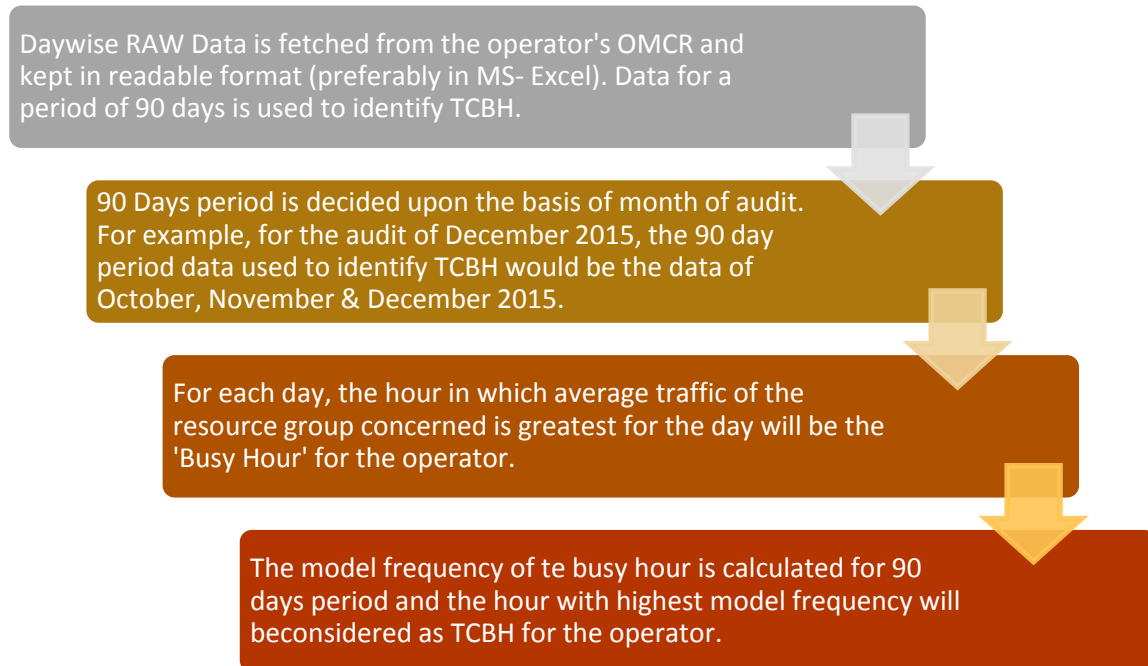 Daywise RAW Data is fetched from the operator's OMCR and
kept in readable format (preferably in MS- Excel). Data for a
period of 90 days is used to identify TCBH.
90 Days period is decided upon the basis of month of audit.
For example, for the audit of December 2015, the 90 day
period data used to identify TCBH would be the data of
October, November & December 2015.
For each day, the hour in which average traffic of the
resource group concerned is greatest for the day will be the
'Busy Hour' for the operator.
The model frequency of te busy hour is calculated for 90
days period and the hour with highest model frequency will
beconsidered as TCBH for the operator.